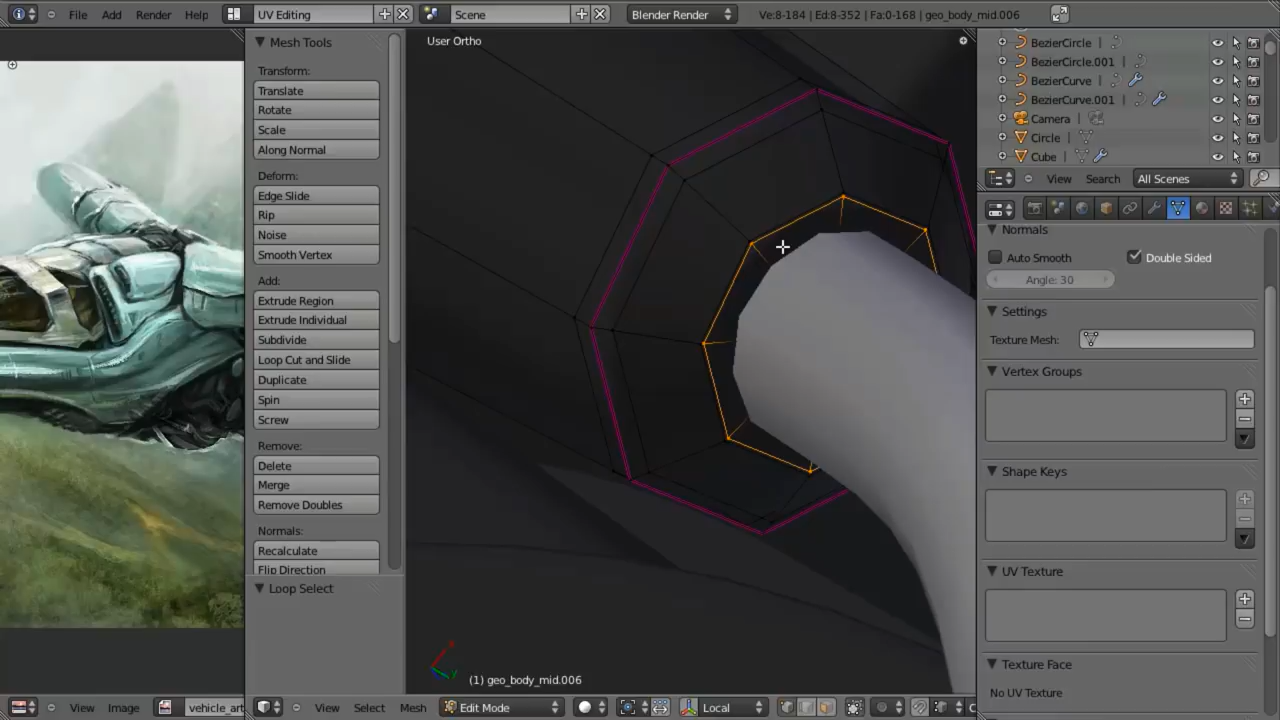 File Add Render Help UV Editing Scene Blender Render Ve:8-184 | Ed:8-352 | Fa:0-168 | geo_body_mid.006
Mesh Tools
Transform:
Translate
Rotate
Scale
Along Normal
Deform:
Edge Slide
Rip
Noise
Smooth Vertex
Add:
Extrude Region
Extrude Individual
Subdivide
Loop Cut and Slide
Duplicate
Spin
Screw
Remove:
Delete
Merge
Remove Doubles
Normals:
Recalculate
Flip Direction
Loop Select
User Ortho
x
y
(1) geo_body_mid.006
BezierCircle
BezierCircle.001
BezierCurve
BezierCurve.001
Camera
Circle
Cube
View Search All Scenes
Normals
Auto Smooth Double Sided
Angle: 30
Settings
Texture Mesh:
Vertex Groups
Shape Keys
UV Texture
Texture Face
No UV Texture
View Image vehicle_art
View Select Mesh Edit Mode Local